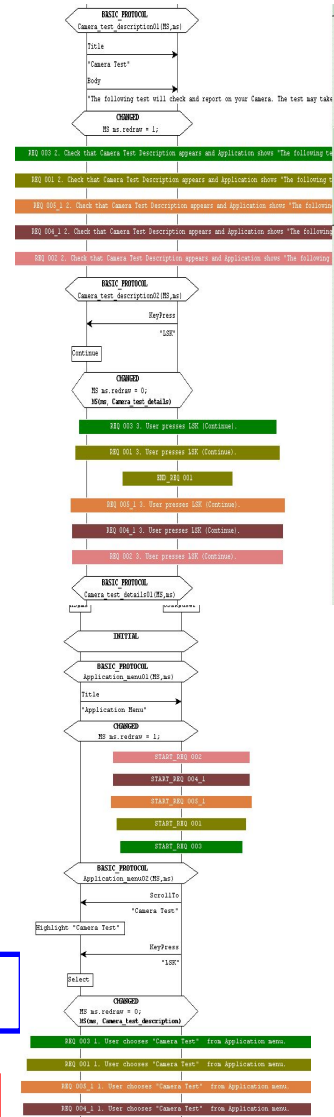 BASIC_PROTOCOL
Camera_test_description01(MS,ms)
Title
"Camera Test"
Body
"The following test will check and report on your Camera. The test may take
CHANGED
MS ms.redraw = 1;
REQ 003 2. Check that Camera Test Description appears and Application shows "The following te
REQ 001 2. Check that Camera Test Description appears and Application shows "The following t
REQ 005_1 2. Check that Camera Test Description appears and Application shows "The followin
REQ 004_1 2. Check that Camera Test Description appears and Application shows "The following
REQ 002 2. Check that Camera Test Description appears and Application shows "The following
BASIC_PROTOCOL
Camera_test_description02(MS,ms)
KeyPress
"LSK"
Continue
CHANGED
MS ms.redraw = 0;
NS(ms, Camera_test_details)
REQ 003 3. User presses LSK (Continue).
REQ 001 3. User presses LSK (Continue).
END_REQ 001
REQ 005_1 3. User presses LSK (Continue).
REQ 004_1 3. User presses LSK (Continue).
REQ 002 3. User presses LSK (Continue).
BASIC_PROTOCOL
Camera_test_details01(MS,ms)
INITIAL
BASIC_PROTOCOL
Application_menu01(MS,ms)
Title
"Application Menu"
CHANGED
MS ms.redraw = 1;
START_REQ 002
START_REQ 004_1
START_REQ 005_1
START_REQ 001
START_REQ 003
BASIC_PROTOCOL
Application_menu02(MS,ms)
ScrollTo
"Camera Test"
Highlight "Camera Test"
KeyPress
"LSK"
Select
CHANGED
MS ms.redraw = 0;
NS(ms, Camera_test_description)
REQ 003 1. User chooses "Camera Test" from Application menu.
REQ 001 1. User chooses "Camera Test" from Application menu.
REQ 005_1 1. User chooses "Camera Test" from Application menu.
REQ 004_1 1. User chooses "Camera Test" from Application menu.